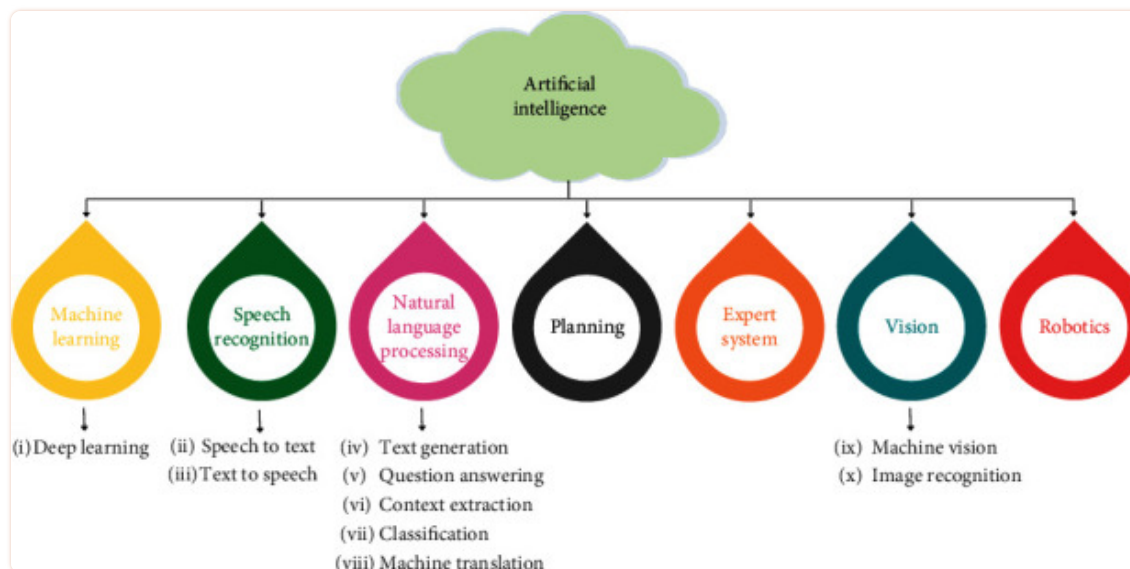 Artificial
intelligence
Machine
learning
Speech
recognition
Natural
language
processing
Planning
Expert
system
Vision
Robotics
(i) Deep learning
(ii) Speech to text
(iii) Text to speech
(iv) Text generation
(v) Question answering
(vi) Context extraction
(vii) Classification
(viii) Machine translation
(ix) Machine vision
(x) Image recognition